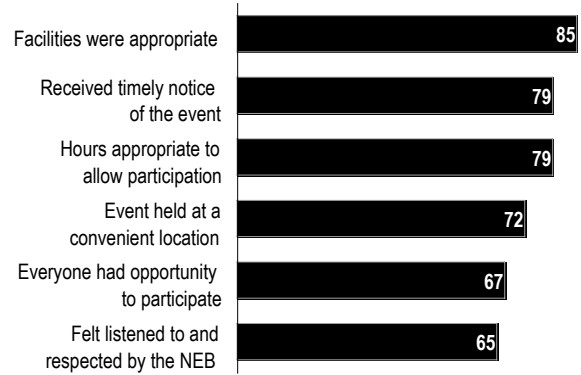 Facilities were appropriate
85
Received timely notice
of the event
79
Hours appropriate to
allow participation
79
Event held at a
convenient location
72
Everyone had opportunity
to participate
67
Felt listened to and
respected by the NEB
65